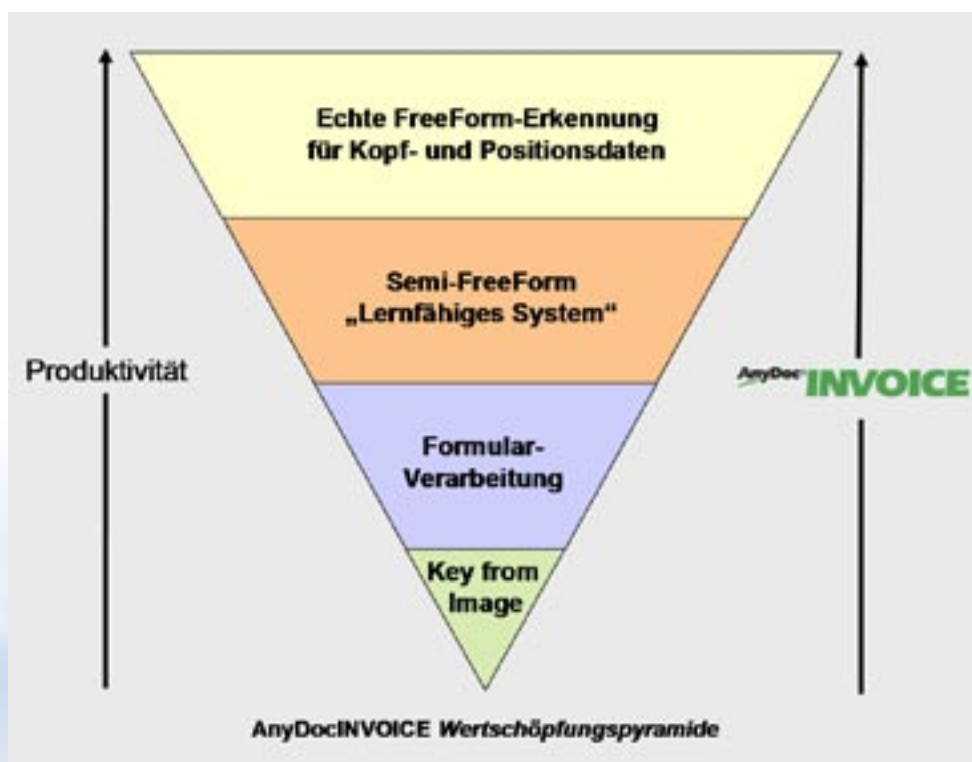 Echte FreeForm-Erkennung
für Kopf- und Positionsdaten
Semi-FreeForm
„Lernfähiges System“
Produktivität
AnyDoc INVOICE
Formular-
Verarbeitung
Key from
Image
AnyDocINVOICE Wertschöpfungspyramide